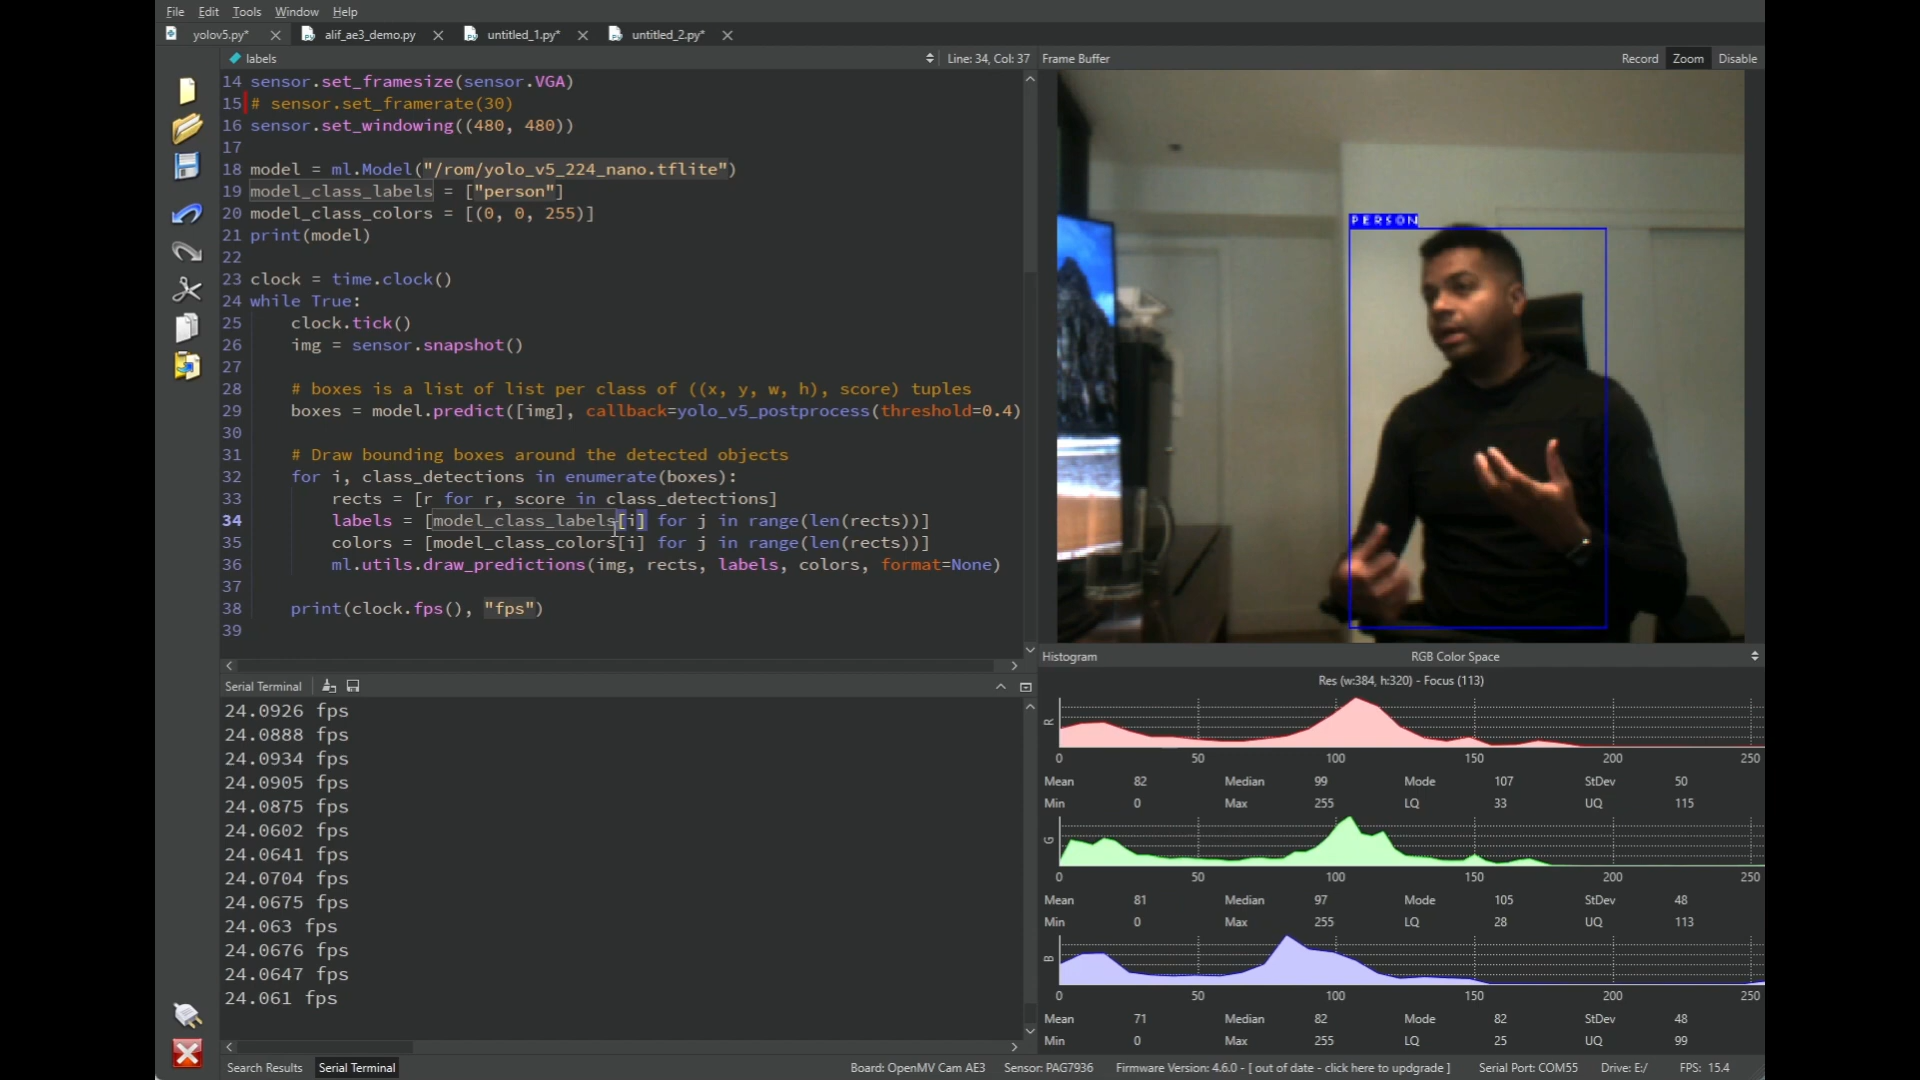 File Edit Tools Window Help
yolov5.py* alif_ae3_demo.py untitled_1.py* untitled_2.py*
labels Line: 34, Col: 37 Frame Buffer Record Zoom Disable
14 sensor.set_framesize(sensor.VGA)
15 # sensor.set_framerate(30)
16 sensor.set_windowing((480, 480))
17
18 model = ml.Model("/rom/yolo_v5_224_nano.tflite")
19 model_class_labels = ["person"]
20 model_class_colors = [(0, 0, 255)]
21 print(model)
22
23 clock = time.clock()
24 while True:
25 clock.tick()
26 img = sensor.snapshot()
27
28 # boxes is a list of list per class of ((x, y, w, h), score) tuples
29 boxes = model.predict([img], callback=yolo_v5_postprocess(threshold=0.4)
30
31 # Draw bounding boxes around the detected objects
32 for i, class_detections in enumerate(boxes):
33 rects = [r for r, score in class_detections]
34 labels = [model_class_labels[i] for j in range(len(rects))]
35 colors = [model_class_colors[i] for j in range(len(rects))]
36 ml.utils.draw_predictions(img, rects, labels, colors, format=None)
37
38 print(clock.fps(), "fps")
39
PERSON
Serial Terminal
24.0926 fps
24.0888 fps
24.0934 fps
24.0905 fps
24.0875 fps
24.0602 fps
24.0641 fps
24.0704 fps
24.0675 fps
24.063 fps
24.0676 fps
24.0647 fps
24.061 fps
Histogram RGB Color Space
Res (w:384, h:320) - Focus (113)
R
0 50 100 150 200 250
Mean 82 Median 99 Mode 107 StDev 50
Min 0 Max 255 LQ 33 UQ 115
G
0 50 100 150 200 250
Mean 81 Median 97 Mode 105 StDev 48
Min 0 Max 255 LQ 28 UQ 113
B
0 50 100 150 200 250
Mean 71 Median 82 Mode 82 StDev 48
Min 0 Max 255 LQ 25 UQ 99
Search Results Serial Terminal Board: OpenMV Cam AE3 Sensor: PAG7936 Firmware Version: 4.6.0 - [ out of date - click here to updgrade ] Serial Port: COM55 Drive: E:/ FPS: 15.4